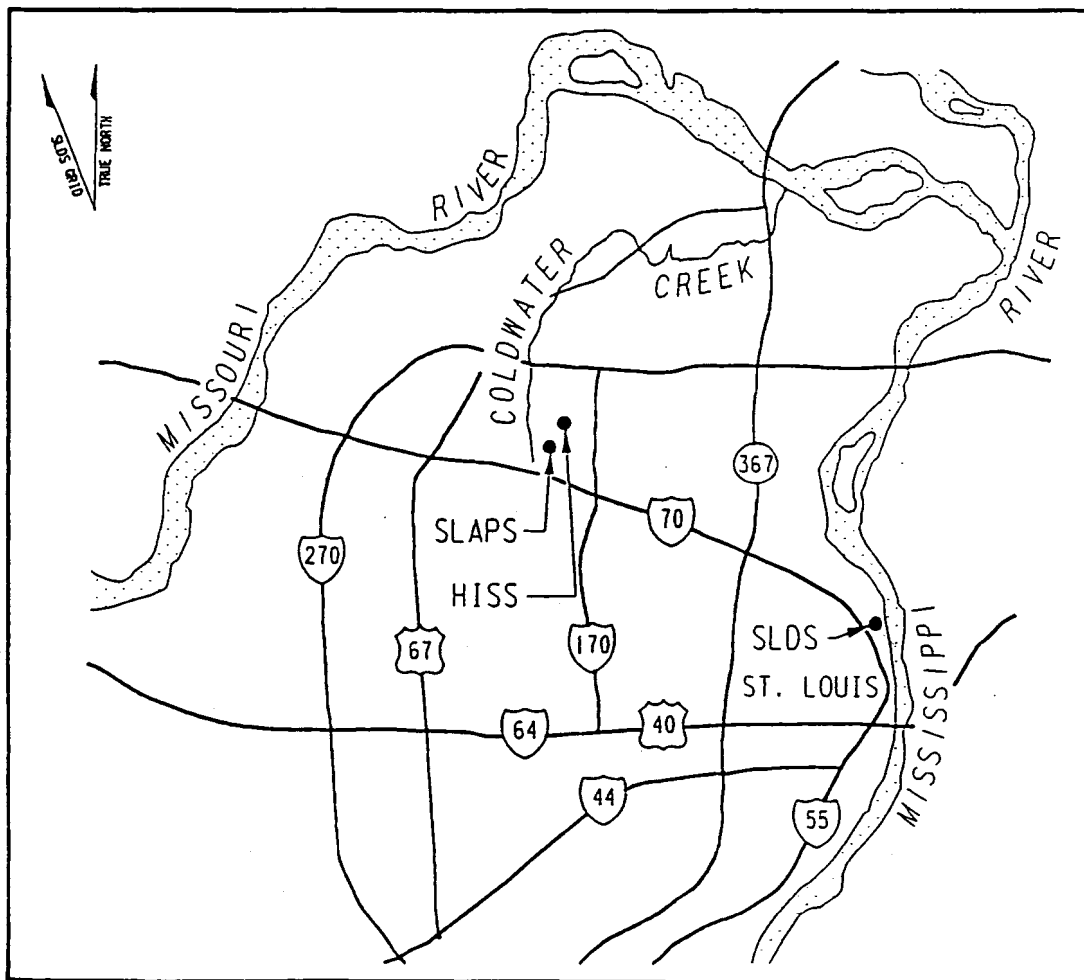 SLDS GRID
TRUE NORTH
MISSOURI
RIVER
COLDWATER
CREEK
RIVER
367
SLAPS
HISS
70
270
67
170
SLDS
ST. LOUIS
MISSISSIPPI
64
40
44
55